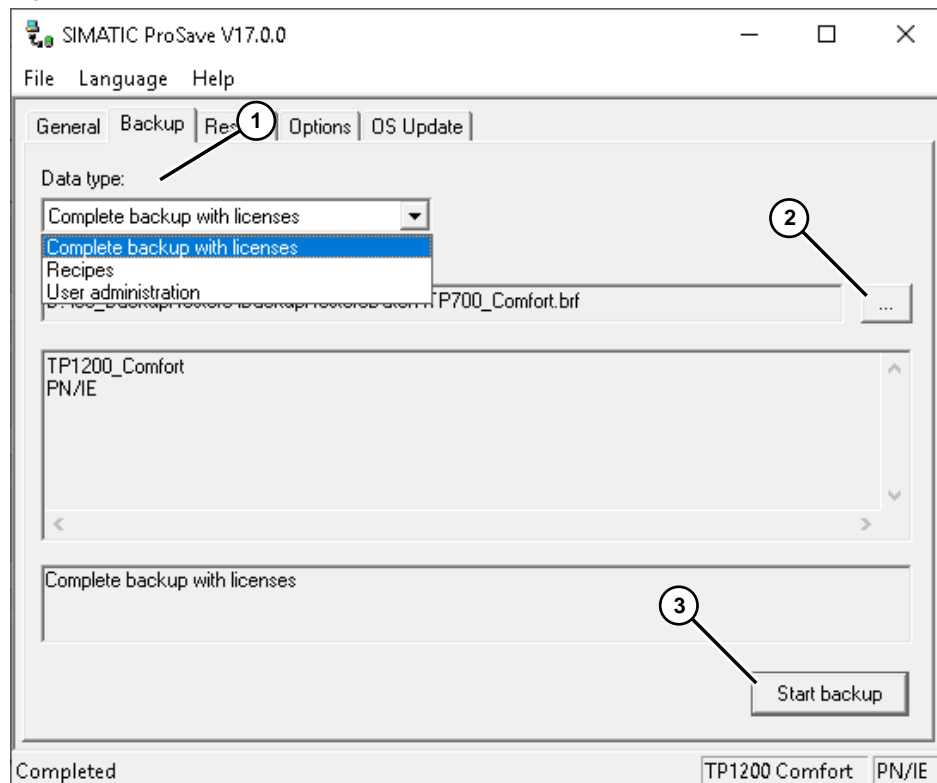 SIMATIC ProSave V17.0.0
File Language Help
General Backup 1 Options OS Update
Data type:
Complete backup with licenses
2
Complete backup with licenses
Recipes
User administration
TP700_Comfort.brf
...
TP1200_Comfort
PN/IE
Complete backup with licenses
3
Start backup
Completed TP1200 Comfort PN/IE